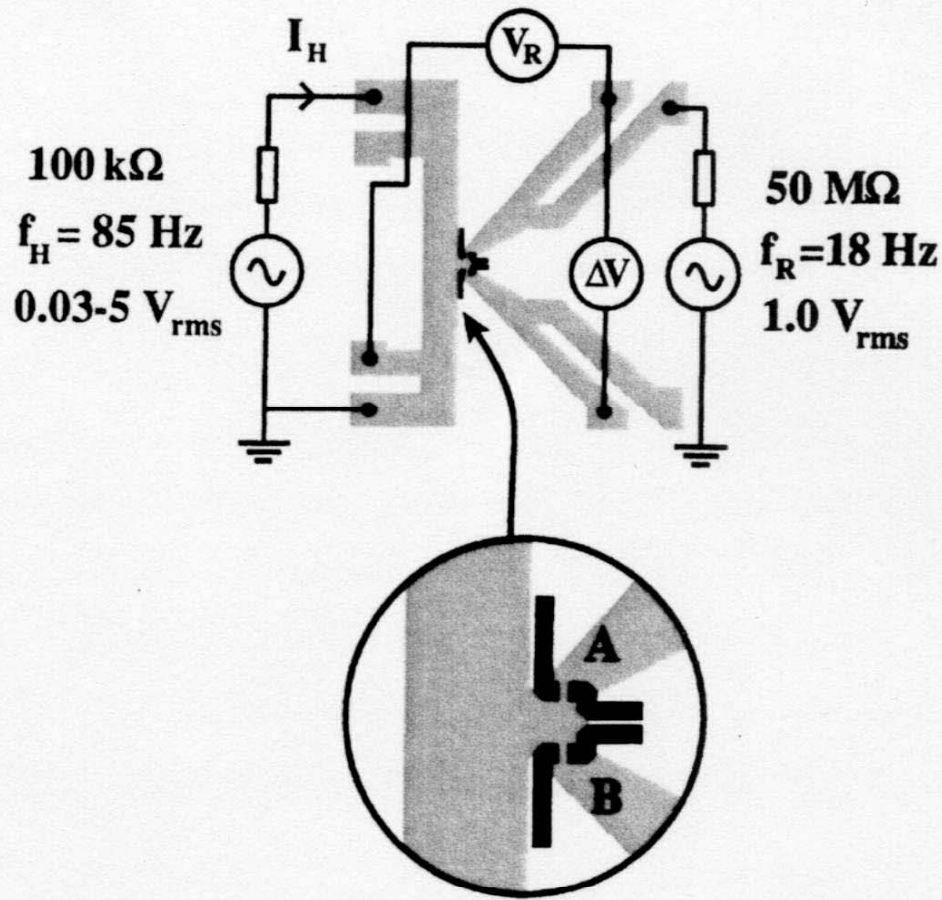 I_H
V_R
100 kΩ
f_H = 85 Hz
0.03-5 V_rms
ΔV
50 MΩ
f_R=18 Hz
1.0 V_rms
A
B